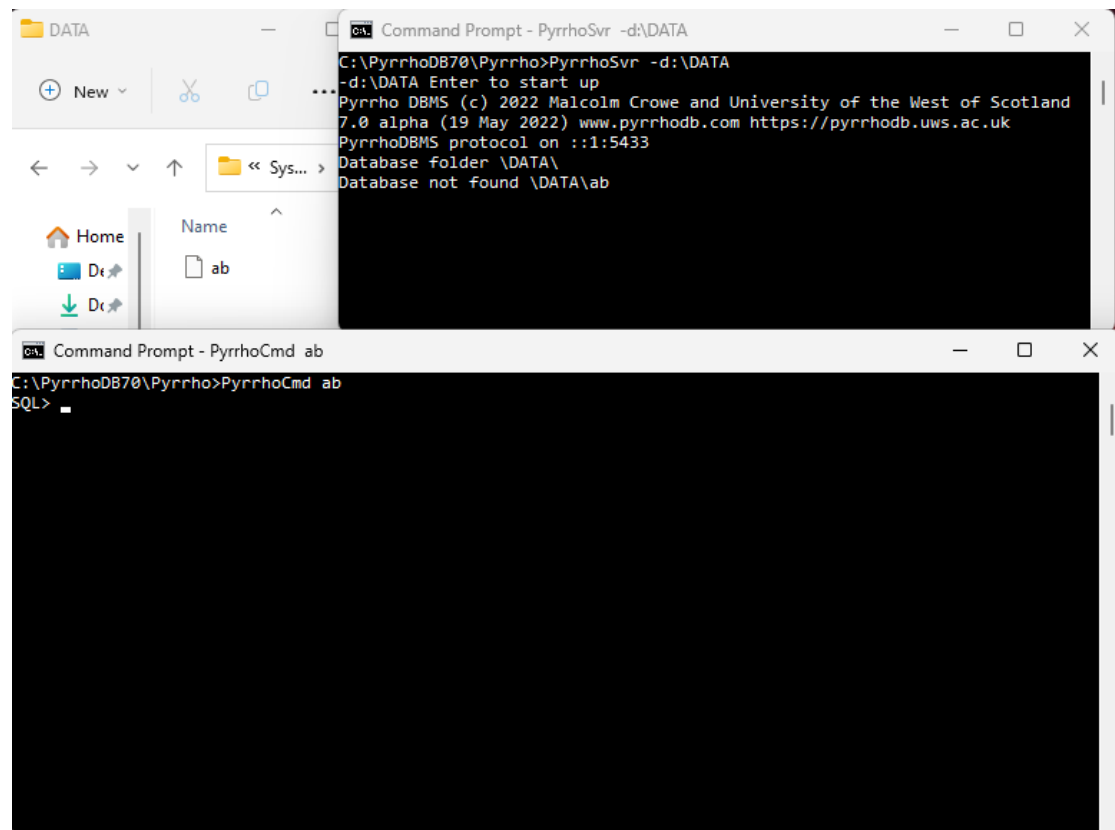 DATA
New
« Sys... >
Home
Name
ab
Command Prompt - PyrrhoSvr -d:\DATA
C:\PyrrhoDB70\Pyrrho>PyrrhoSvr -d:\DATA
-d:\DATA Enter to start up
Pyrrho DBMS (c) 2022 Malcolm Crowe and University of the West of Scotland
7.0 alpha (19 May 2022) www.pyrrhodb.com https://pyrrhodb.uws.ac.uk
PyrrhoDBMS protocol on ::1:5433
Database folder \DATA\
Database not found \DATA\ab
Command Prompt - PyrrhoCmd ab
C:\PyrrhoDB70\Pyrrho>PyrrhoCmd ab
SQL>